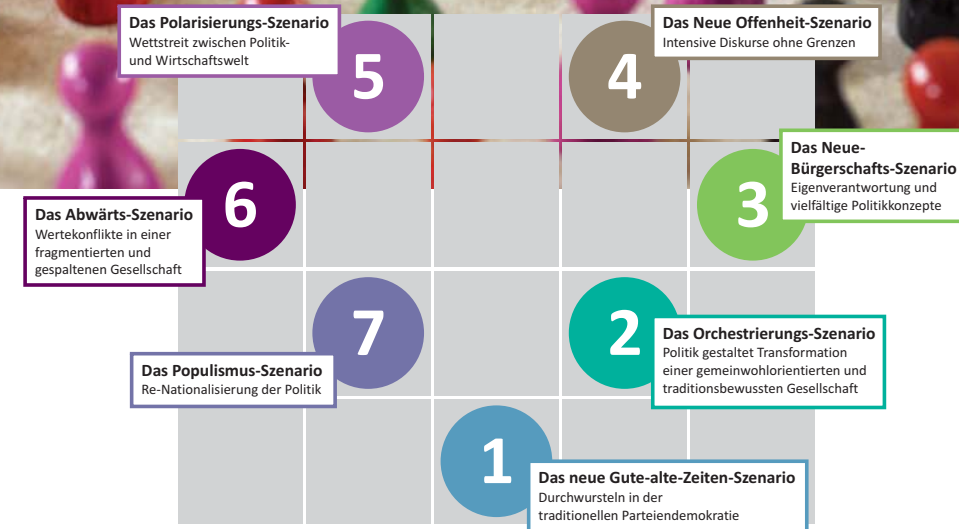 Das Polarisierungs-Szenario
Wettstreit zwischen Politik-
und Wirtschaftswelt
5
4
Das Neue Offenheit-Szenario
Intensive Diskurse ohne Grenzen
6
Das Abwärts-Szenario
Wertekonflikte in einer
fragmentierten und
gespaltenen Gesellschaft
3
Das Neue-
Bürgerschafts-Szenario
Eigenverantwortung und
vielfältige Politikkonzepte
7
Das Populismus-Szenario
Re-Nationalisierung der Politik
2
Das Orchestrierungs-Szenario
Politik gestaltet Transformation
einer gemeinwohlorientierten und
traditionsbewussten Gesellschaft
1
Das neue Gute-alte-Zeiten-Szenario
Durchwursteln in der
traditionellen Parteiendemokratie